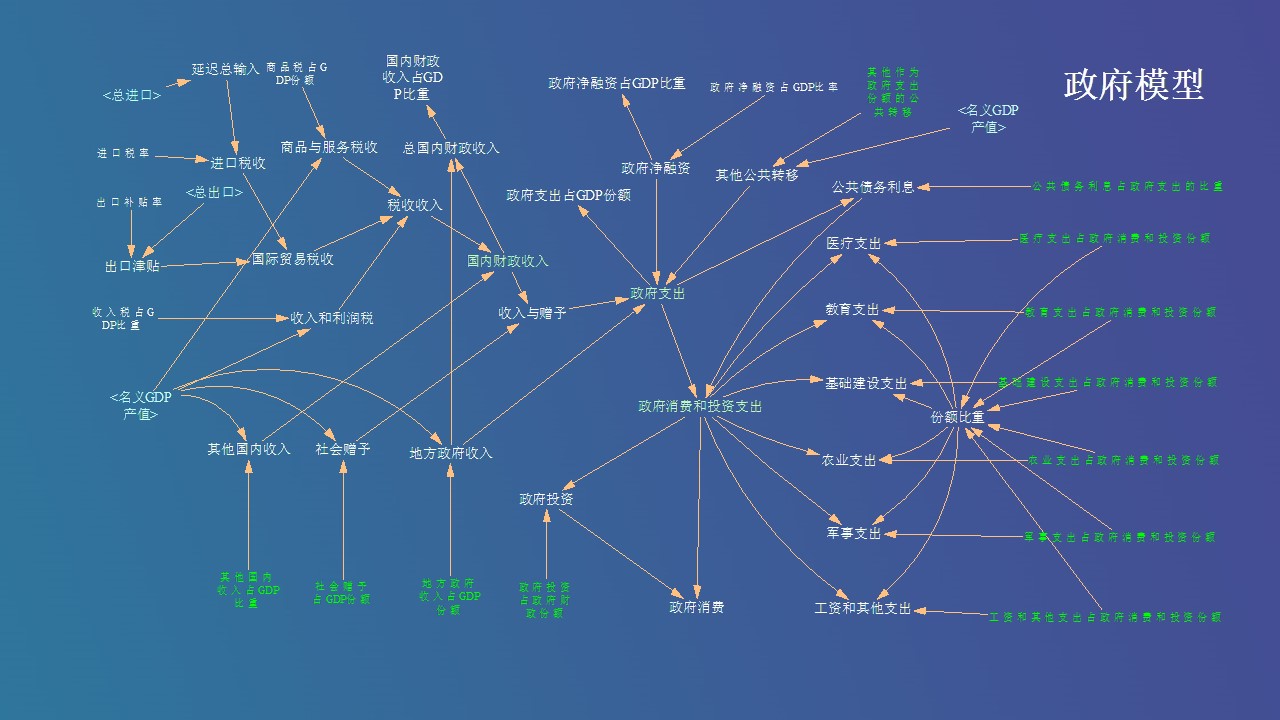 政府模型
延迟总输入
商品税占G
DP份额
国内财政
收入占GD
P比重
政府净融资占GDP比重
政府净融资占GDP比率
其他作为
政府支出
份额的公
共转移
<总进口>
<名义GDP
产值>
进口税率
进口税收
商品与服务税收
总国内财政收入
政府净融资
其他公共转移
<总出口>
政府支出占GDP份额
公共债务利息
公共债务利息占政府支出的比重
出口补贴率
税收收入
医疗支出
医疗支出占政府消费和投资份额
出口津贴
国际贸易税收
国内财政收入
政府支出
收入税占G
DP比重
收入和利润税
收入与赠予
教育支出
教育支出占政府消费和投资份额
<名义GDP
产值>
政府消费和投资支出
基础建设支出
基础建设支出占政府消费和投资份额
份额比重
其他国内收入
社会赠予
地方政府收入
农业支出
农业支出占政府消费和投资份额
政府投资
军事支出
军事支出占政府消费和投资份额
其他国内
收入占GDP
比重
社会赠予
占GDP份额
地方政府
收入占GDP
份额
政府投资
占政府财
政份额
政府消费
工资和其他支出
工资和其他支出占政府消费和投资份额